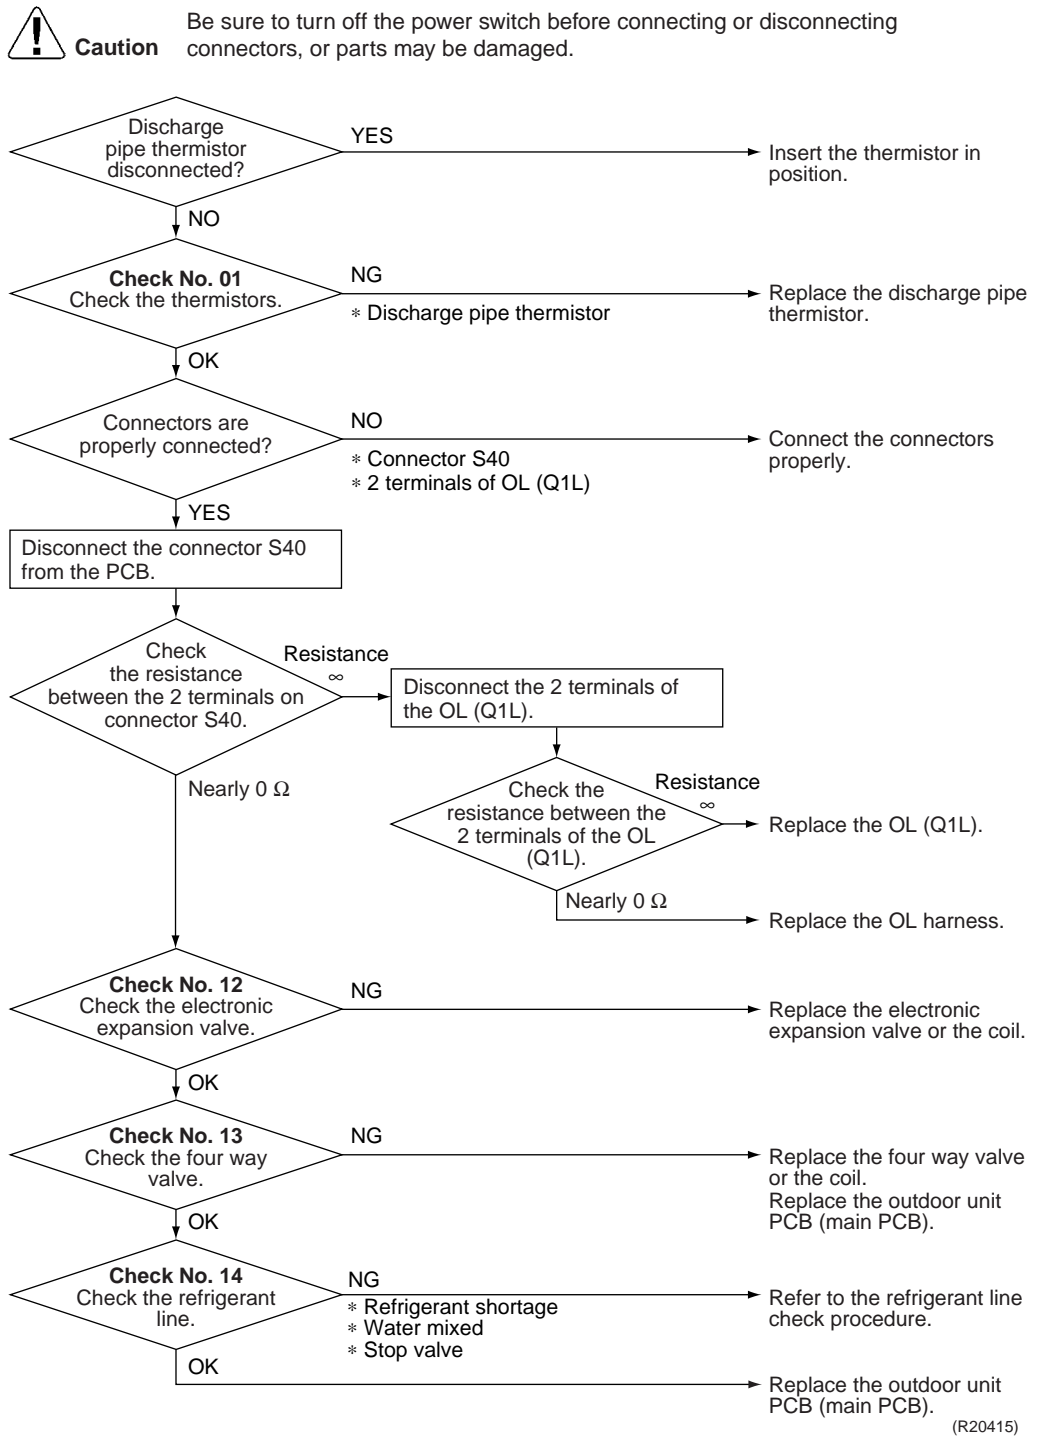 Be sure to turn off the power switch before connecting or disconnecting
Caution connectors, or parts may be damaged.
Discharge
pipe thermistor
disconnected?
YES
Insert the thermistor in
position.
NO
Check No. 01
Check the thermistors.
NG
∗ Discharge pipe thermistor
Replace the discharge pipe
thermistor.
OK
Connectors are
properly connected?
NO
∗ Connector S40
∗ 2 terminals of OL (Q1L)
Connect the connectors
properly.
YES
Disconnect the connector S40
from the PCB.
Check
the resistance
between the 2 terminals on
connector S40.
Resistance
∞
Disconnect the 2 terminals of
the OL (Q1L).
Nearly 0 Ω
Check the
resistance between the
2 terminals of the OL
(Q1L).
Resistance
∞
Replace the OL (Q1L).
Nearly 0 Ω
Replace the OL harness.
Check No. 12
Check the electronic
expansion valve.
NG
Replace the electronic
expansion valve or the coil.
OK
Check No. 13
Check the four way
valve.
NG
Replace the four way valve
or the coil.
Replace the outdoor unit
PCB (main PCB).
OK
Check No. 14
Check the refrigerant
line.
NG
∗ Refrigerant shortage
∗ Water mixed
∗ Stop valve
Refer to the refrigerant line
check procedure.
OK
Replace the outdoor unit
PCB (main PCB).
(R20415)